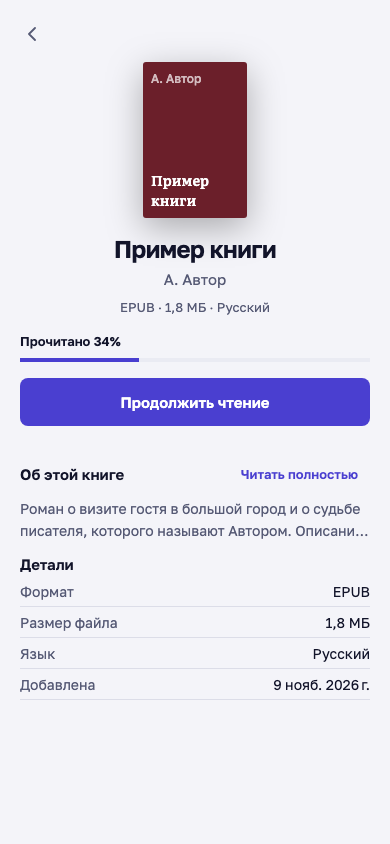 А. Автор
Пример
книги
Пример книги
А. Автор
EPUB · 1,8 МБ · Русский
Прочитано 34%
Продолжить чтение
Об этой книге
Читать полностью
Роман о визите гостя в большой город и о судьбе
писателя, которого называют Автором. Описани…
Детали
Формат EPUB
Размер файла 1,8 МБ
Язык Русский
Добавлена 9 нояб. 2026 г.